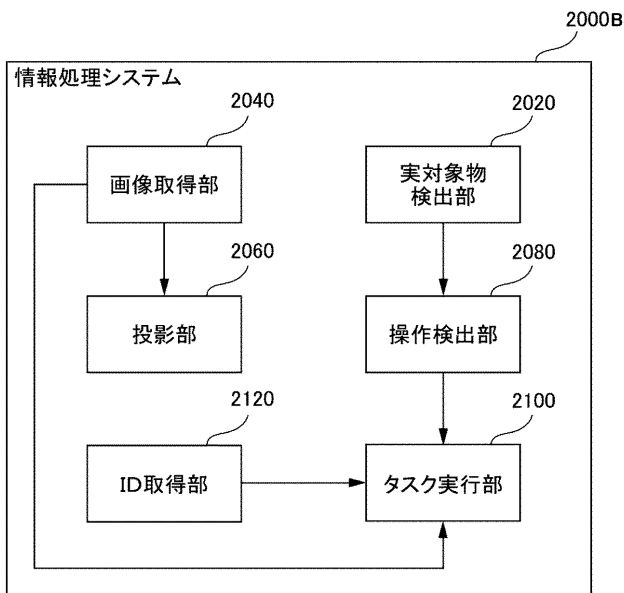 2000B
情報処理システム
2040
画像取得部
2020
実対象物
検出部
2060
投影部
2080
操作検出部
2120
ID取得部
2100
タスク実行部